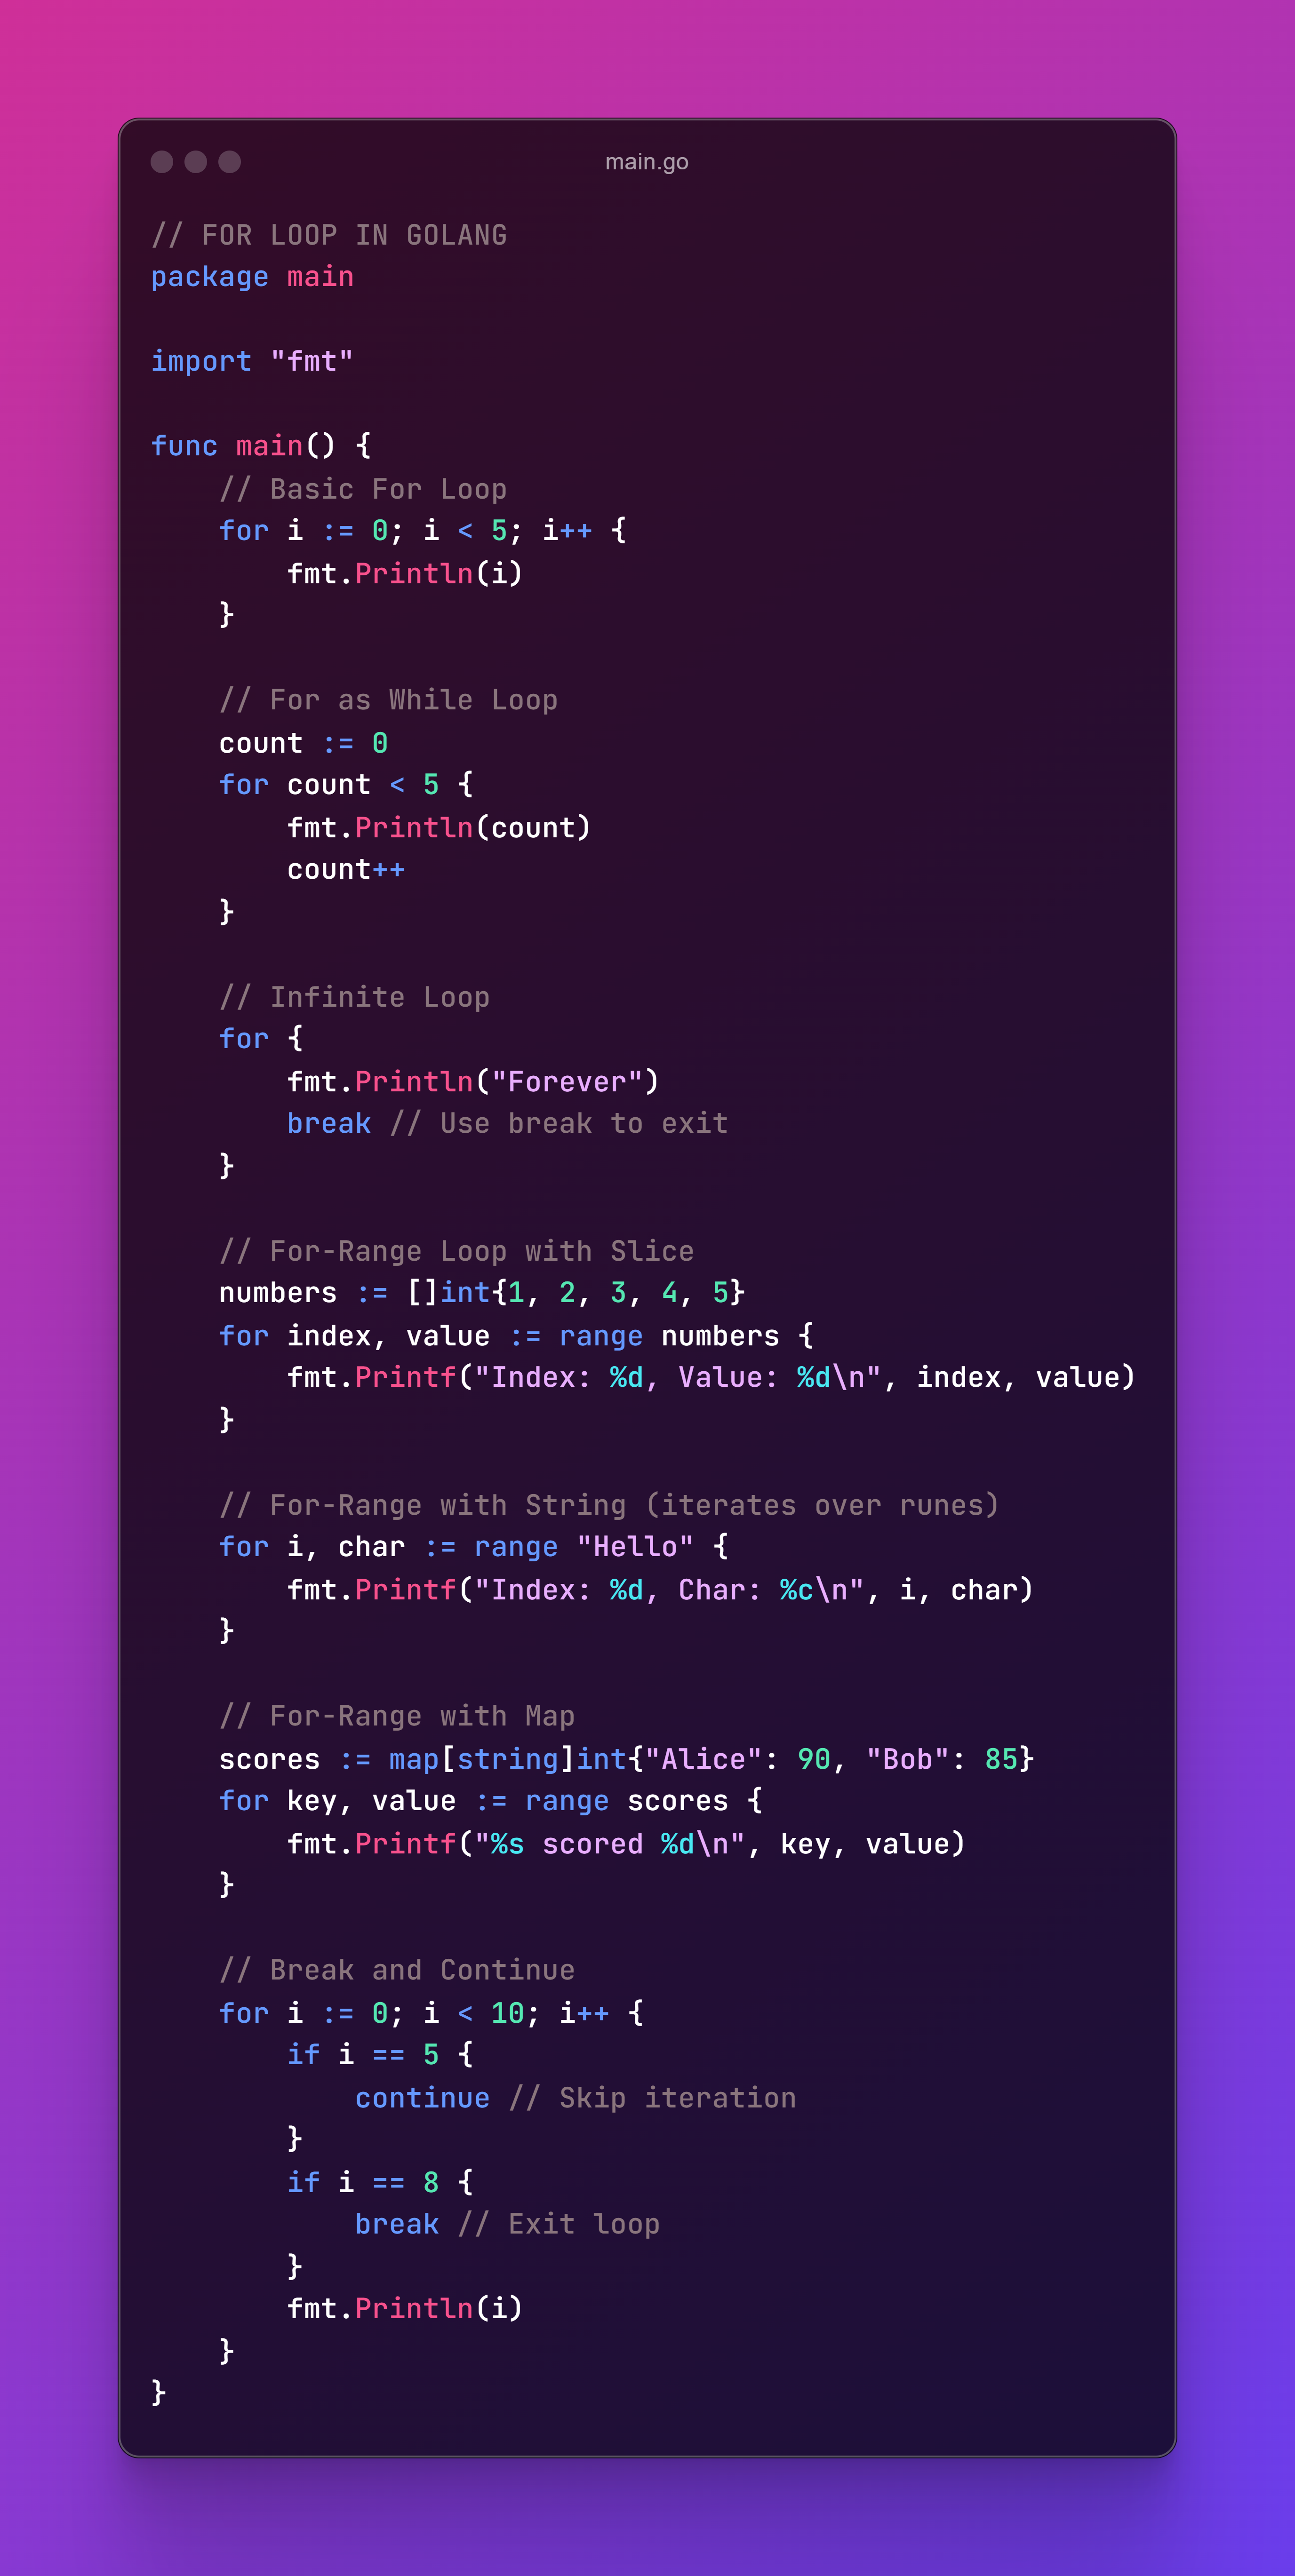 main.go
// FOR LOOP IN GOLANG
package main

import "fmt"

func main() {
    // Basic For Loop
    for i := 0; i < 5; i++ {
        fmt.Println(i)
    }

    // For as While Loop
    count := 0
    for count < 5 {
        fmt.Println(count)
        count++
    }

    // Infinite Loop
    for {
        fmt.Println("Forever")
        break // Use break to exit
    }

    // For-Range Loop with Slice
    numbers := []int{1, 2, 3, 4, 5}
    for index, value := range numbers {
        fmt.Printf("Index: %d, Value: %d\n", index, value)
    }

    // For-Range with String (iterates over runes)
    for i, char := range "Hello" {
        fmt.Printf("Index: %d, Char: %c\n", i, char)
    }

    // For-Range with Map
    scores := map[string]int{"Alice": 90, "Bob": 85}
    for key, value := range scores {
        fmt.Printf("%s scored %d\n", key, value)
    }

    // Break and Continue
    for i := 0; i < 10; i++ {
        if i == 5 {
            continue // Skip iteration
        }
        if i == 8 {
            break // Exit loop
        }
        fmt.Println(i)
    }
}